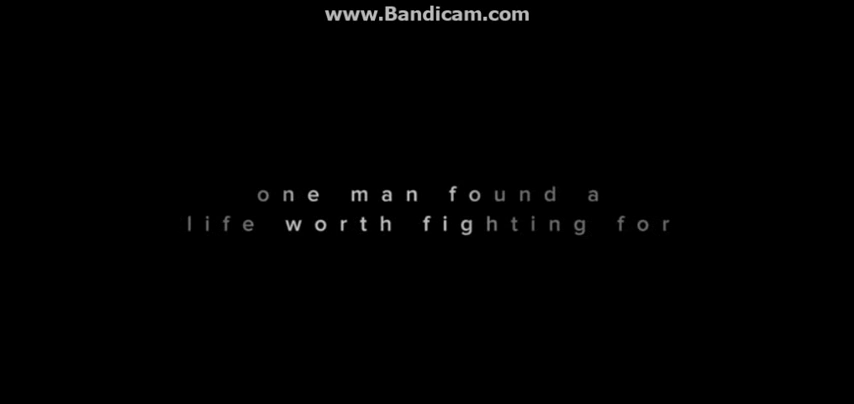 www.Bandicam.com
one man found a
life worth fighting for